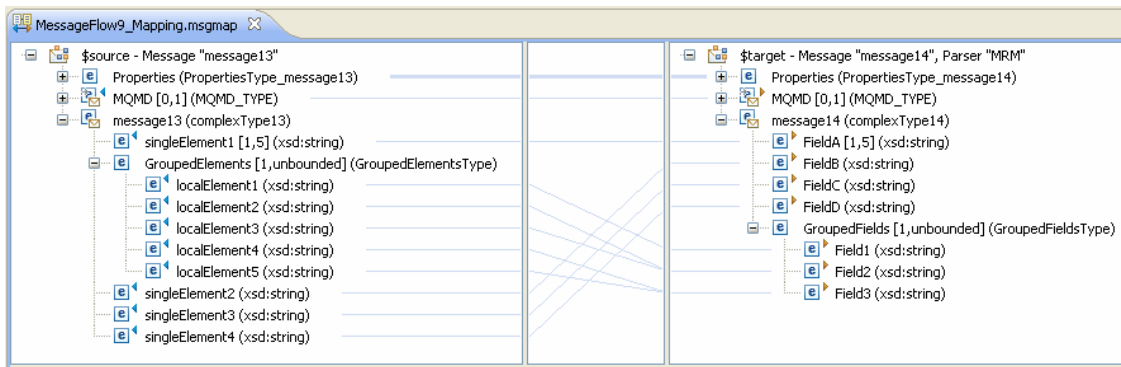 MessageFlow9_Mapping.msgmap
$source - Message "message13"
Properties (PropertiesType_message13)
MQMD [0,1] (MQMD_TYPE)
message13 (complexType13)
singleElement1 [1,5] (xsd:string)
GroupedElements [1,unbounded] (GroupedElementsType)
localElement1 (xsd:string)
localElement2 (xsd:string)
localElement3 (xsd:string)
localElement4 (xsd:string)
localElement5 (xsd:string)
singleElement2 (xsd:string)
singleElement3 (xsd:string)
singleElement4 (xsd:string)
$target - Message "message14", Parser "MRM"
Properties (PropertiesType_message14)
MQMD [0,1] (MQMD_TYPE)
message14 (complexType14)
FieldA [1,5] (xsd:string)
FieldB (xsd:string)
FieldC (xsd:string)
FieldD (xsd:string)
GroupedFields [1,unbounded] (GroupedFieldsType)
Field1 (xsd:string)
Field2 (xsd:string)
Field3 (xsd:string)